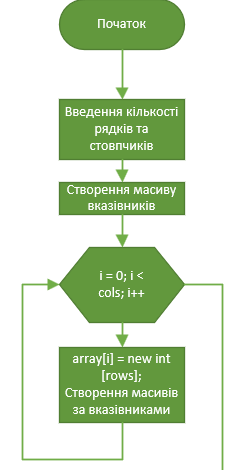 Початок
Введення кількості
рядків та
стовпчиків
Створення масиву
вказівників
i = 0; i <
cols; i++
array[i] = new int
[rows];
Створення масивів
за вказівниками